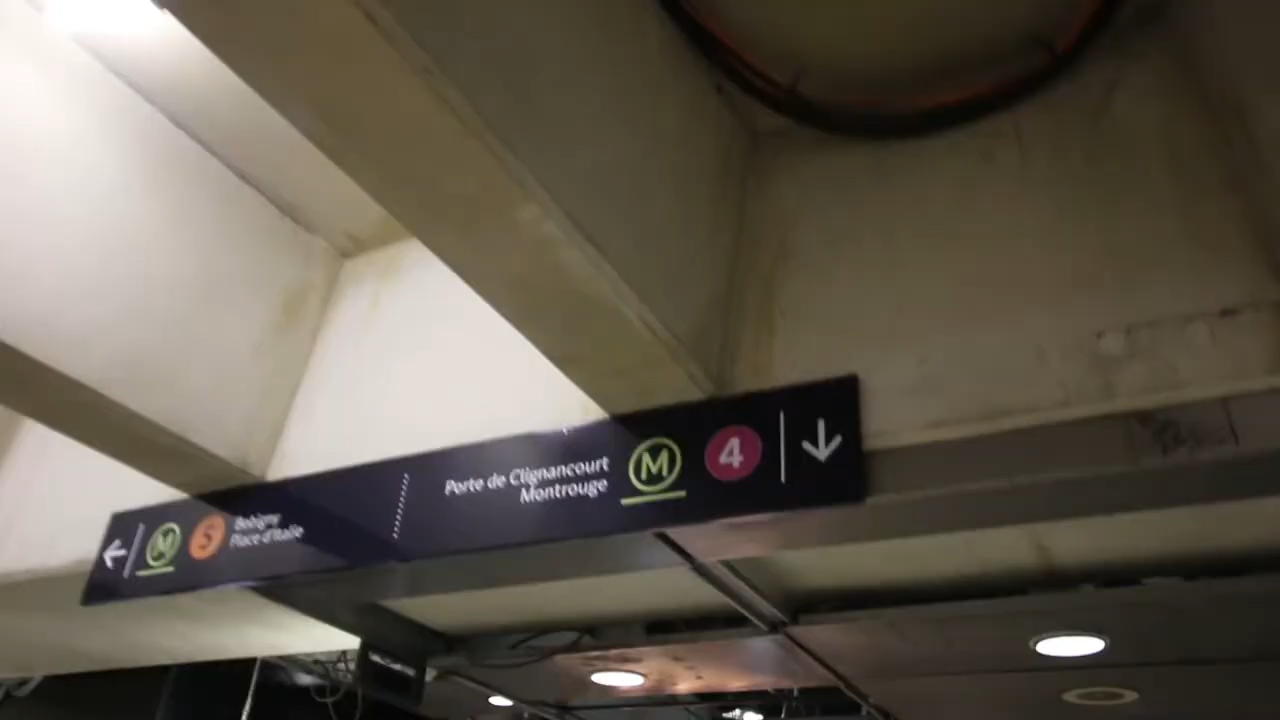 M 5 Bobigny
Place d'Italie
Porte de Clignancourt
Montrouge
M 4